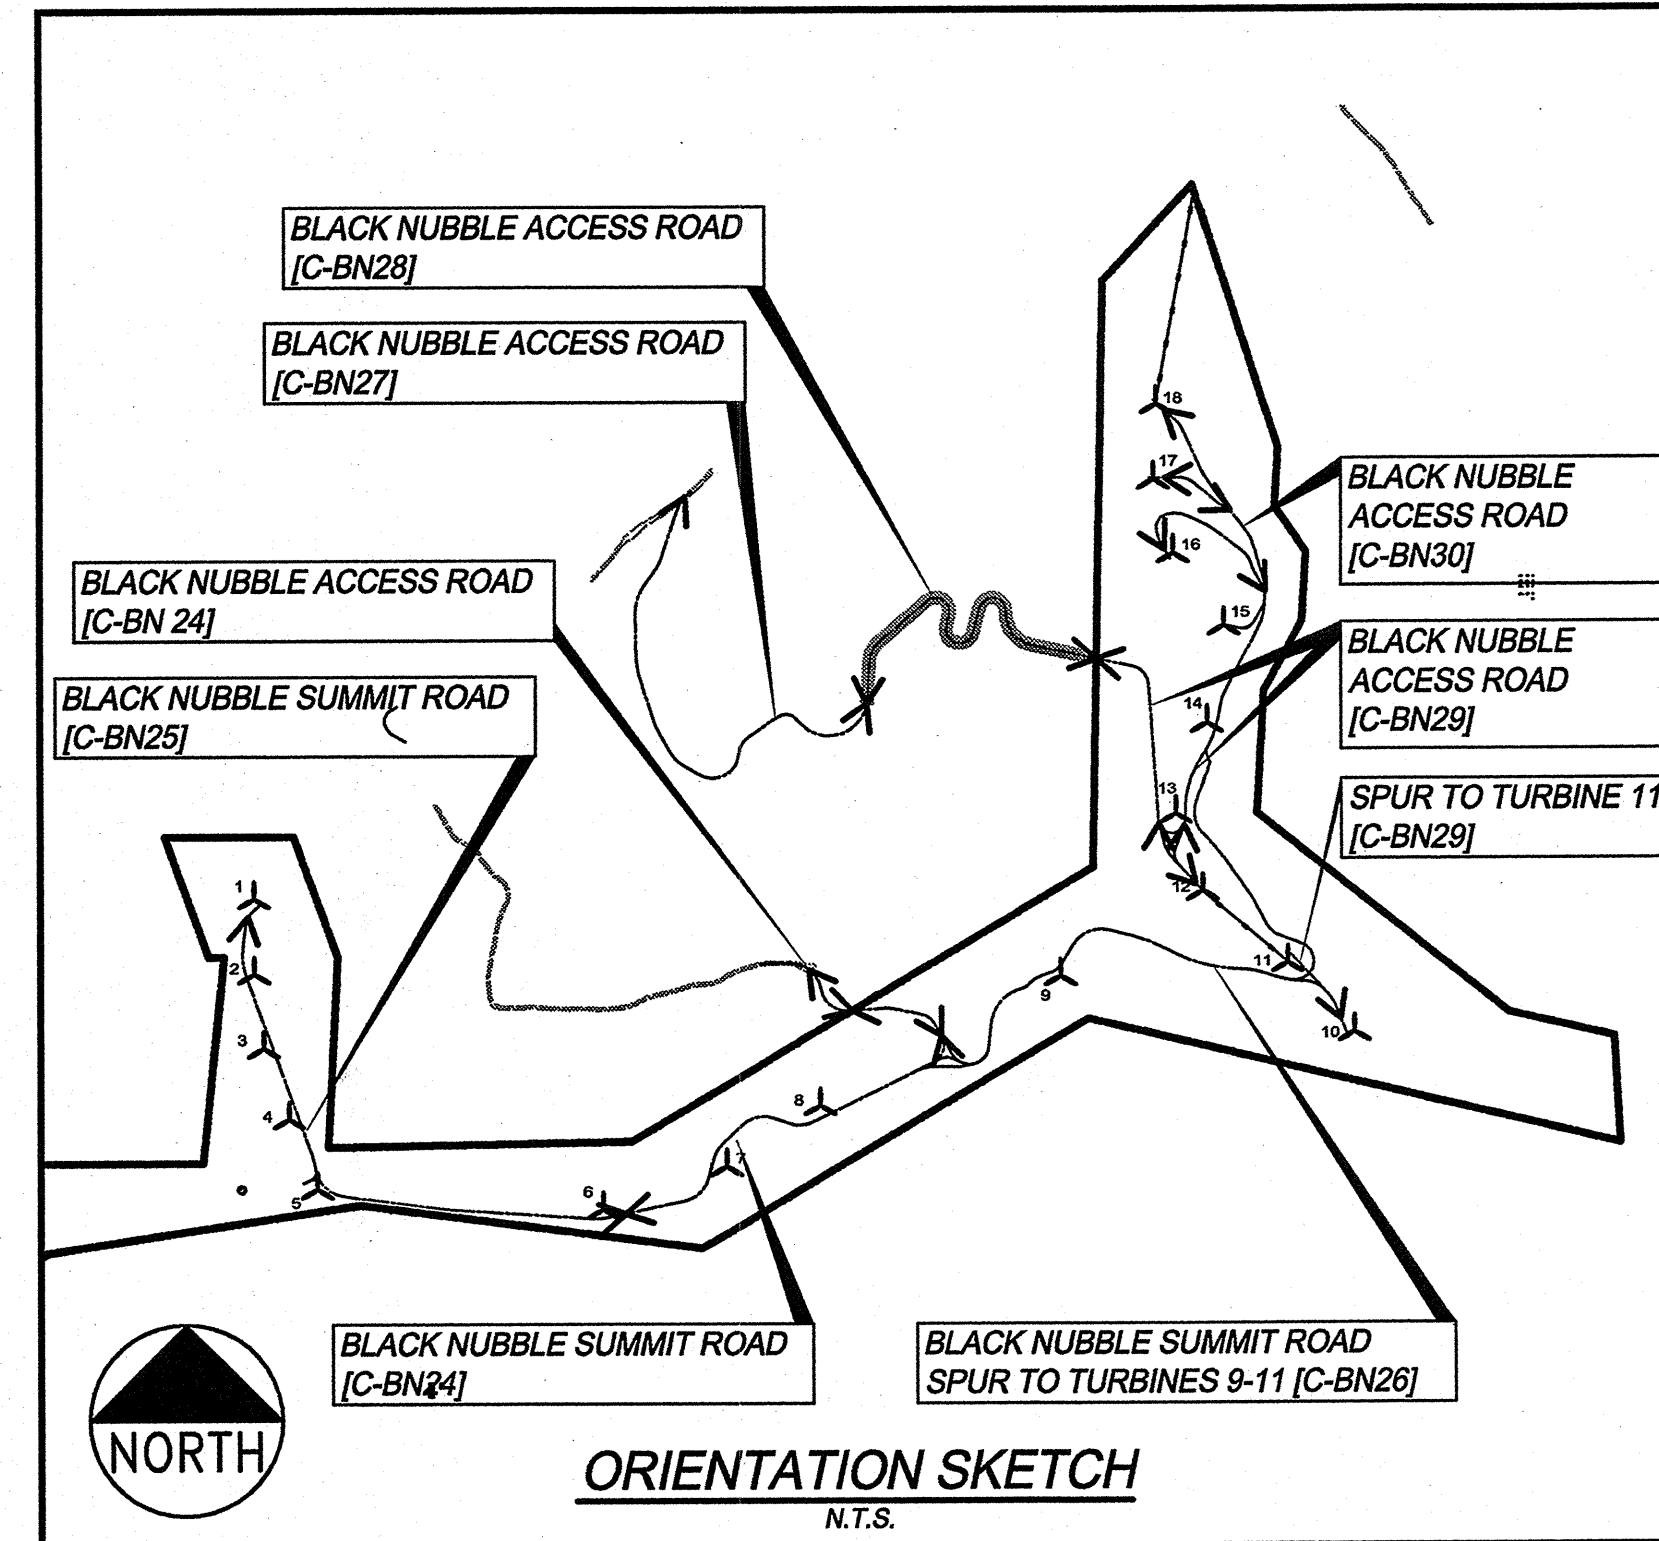 BLACK NUBBLE ACCESS ROAD
[C-BN28]
BLACK NUBBLE ACCESS ROAD
[C-BN27]
BLACK NUBBLE ACCESS ROAD
[C-BN 24]
BLACK NUBBLE SUMMIT ROAD
[C-BN25]
BLACK NUBBLE
ACCESS ROAD
[C-BN30]
BLACK NUBBLE
ACCESS ROAD
[C-BN29]
SPUR TO TURBINE 11
[C-BN29]
18
17
16
15
14
13
12
11
10
9
8
7
6
5
4
3
2
1
BLACK NUBBLE SUMMIT ROAD
[C-BN24]
BLACK NUBBLE SUMMIT ROAD
SPUR TO TURBINES 9-11 [C-BN26]
NORTH
ORIENTATION SKETCH
N.T.S.